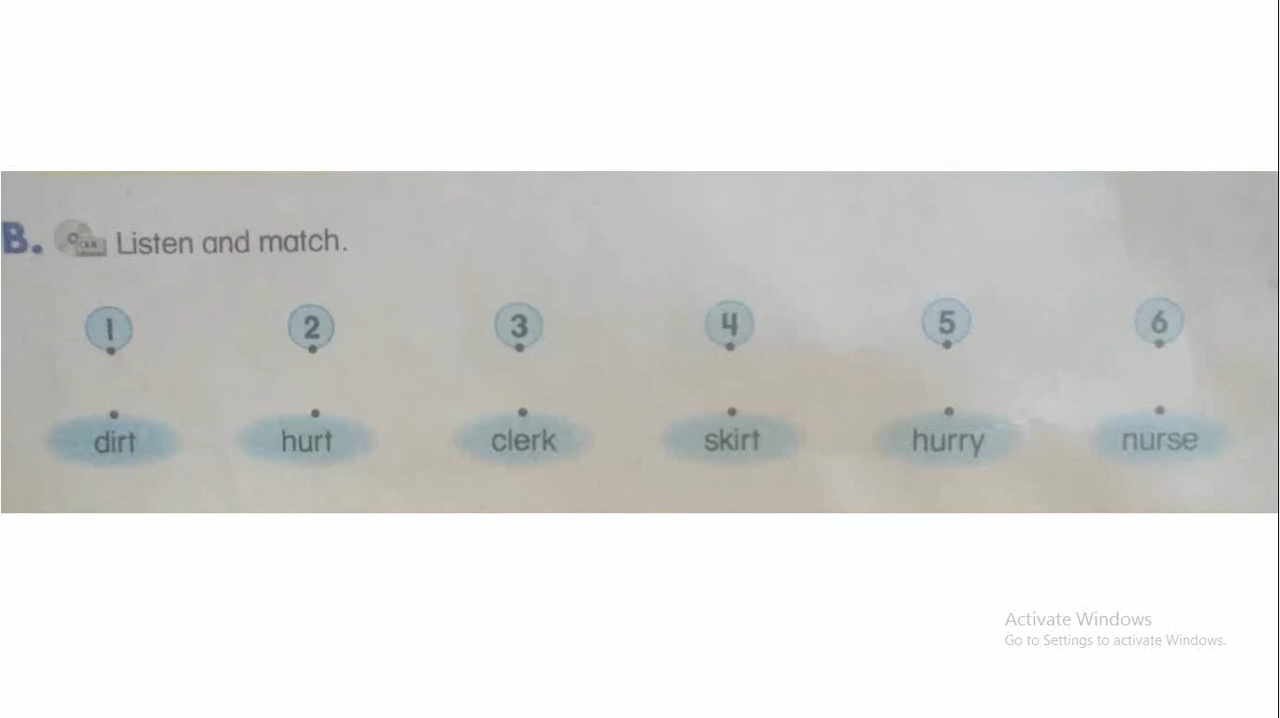 B. Listen and match.
1 2 3 4 5 6
dirt hurt clerk skirt hurry nurse
Activate Windows
Go to Settings to activate Windows.